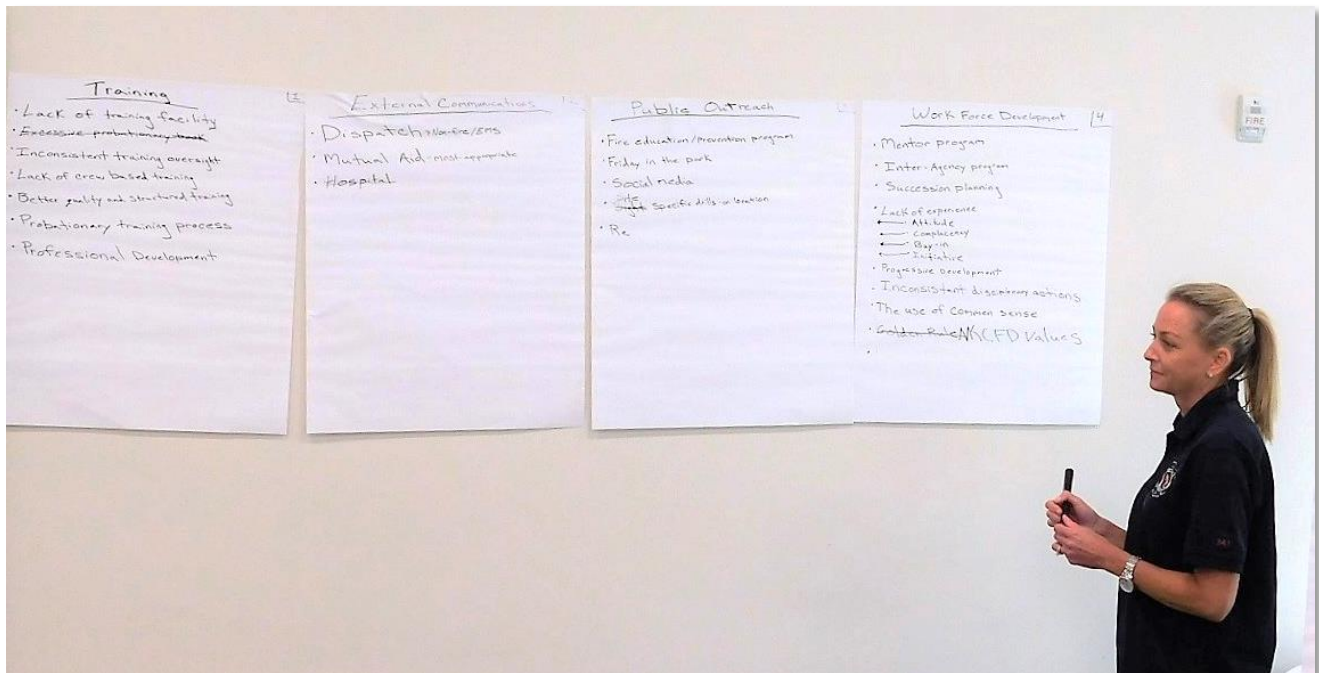 Training
· Lack of training facility
· Excessive probationary book
· Inconsistent training oversight
· Lack of crew based training
· Better quality and structured training
· Probationary training process
· Professional Development
External Communications
· Dispatch Non-fire/EMS
· Mutual Aid-most appropriate
· Hospital
Public Outreach
· Fire education/prevention program
· Friday in the park
· Social media
· Site specific drills-on location
· Re
Work Force Development
14
· Mentor program
· Inter-Agency program
· Succession planning
· Lack of experience
Attitude
Complacency
Buy-in
Initiative
· Progressive Development
· Inconsistent disciplinary actions
· The use of common sense
· Golden Rule NKCFD Values
FIRE